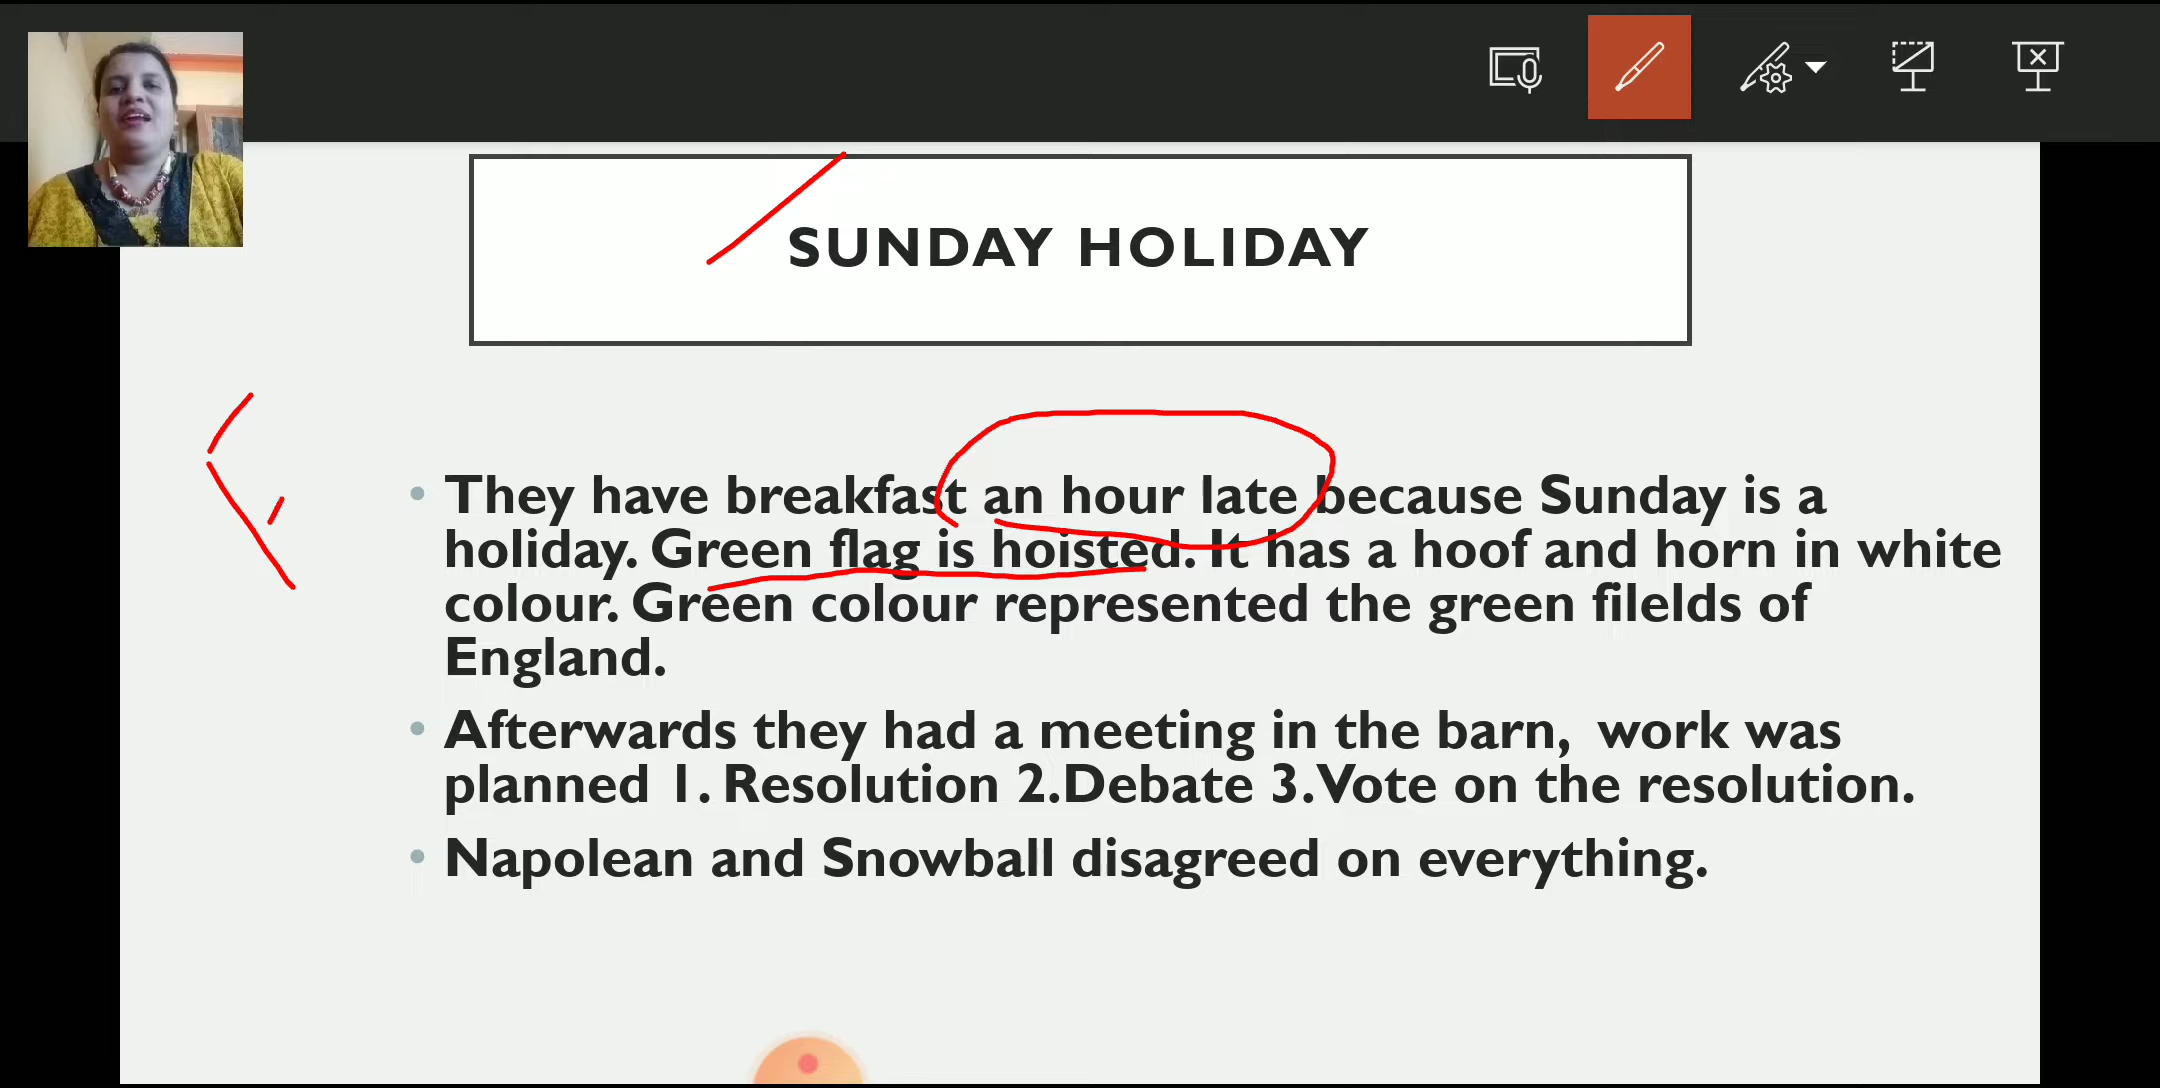 SUNDAY HOLIDAY
They have breakfast an hour late because Sunday is a
holiday. Green flag is hoisted. It has a hoof and horn in white
colour. Green colour represented the green filelds of
England.
Afterwards they had a meeting in the barn, work was
planned 1. Resolution 2.Debate 3.Vote on the resolution.
Napolean and Snowball disagreed on everything.